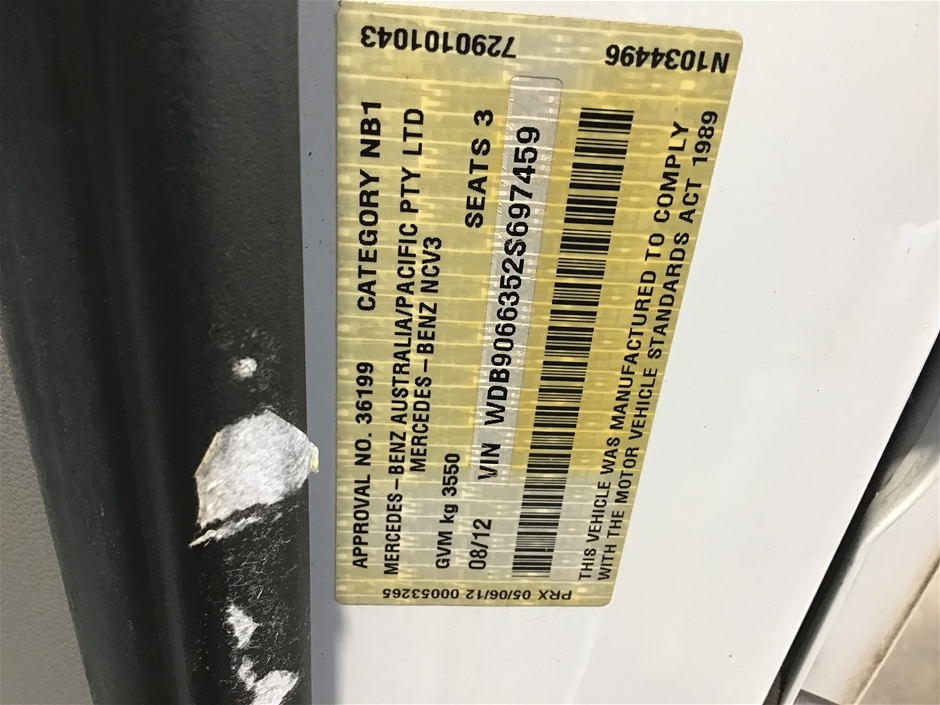 7290101043
N1034496
APPROVAL NO. 36199 CATEGORY NB1
MERCEDES-BENZ AUSTRALIA/PACIFIC PTY LTD
MERCEDES-BENZ NCV3
GVM kg 3550 SEATS 3
08/12 VIN WDB9066352S697459
THIS VEHICLE WAS MANUFACTURED TO COMPLY
WITH THE MOTOR VEHICLE STANDARDS ACT 1989
PRX 05/06/12 00053265